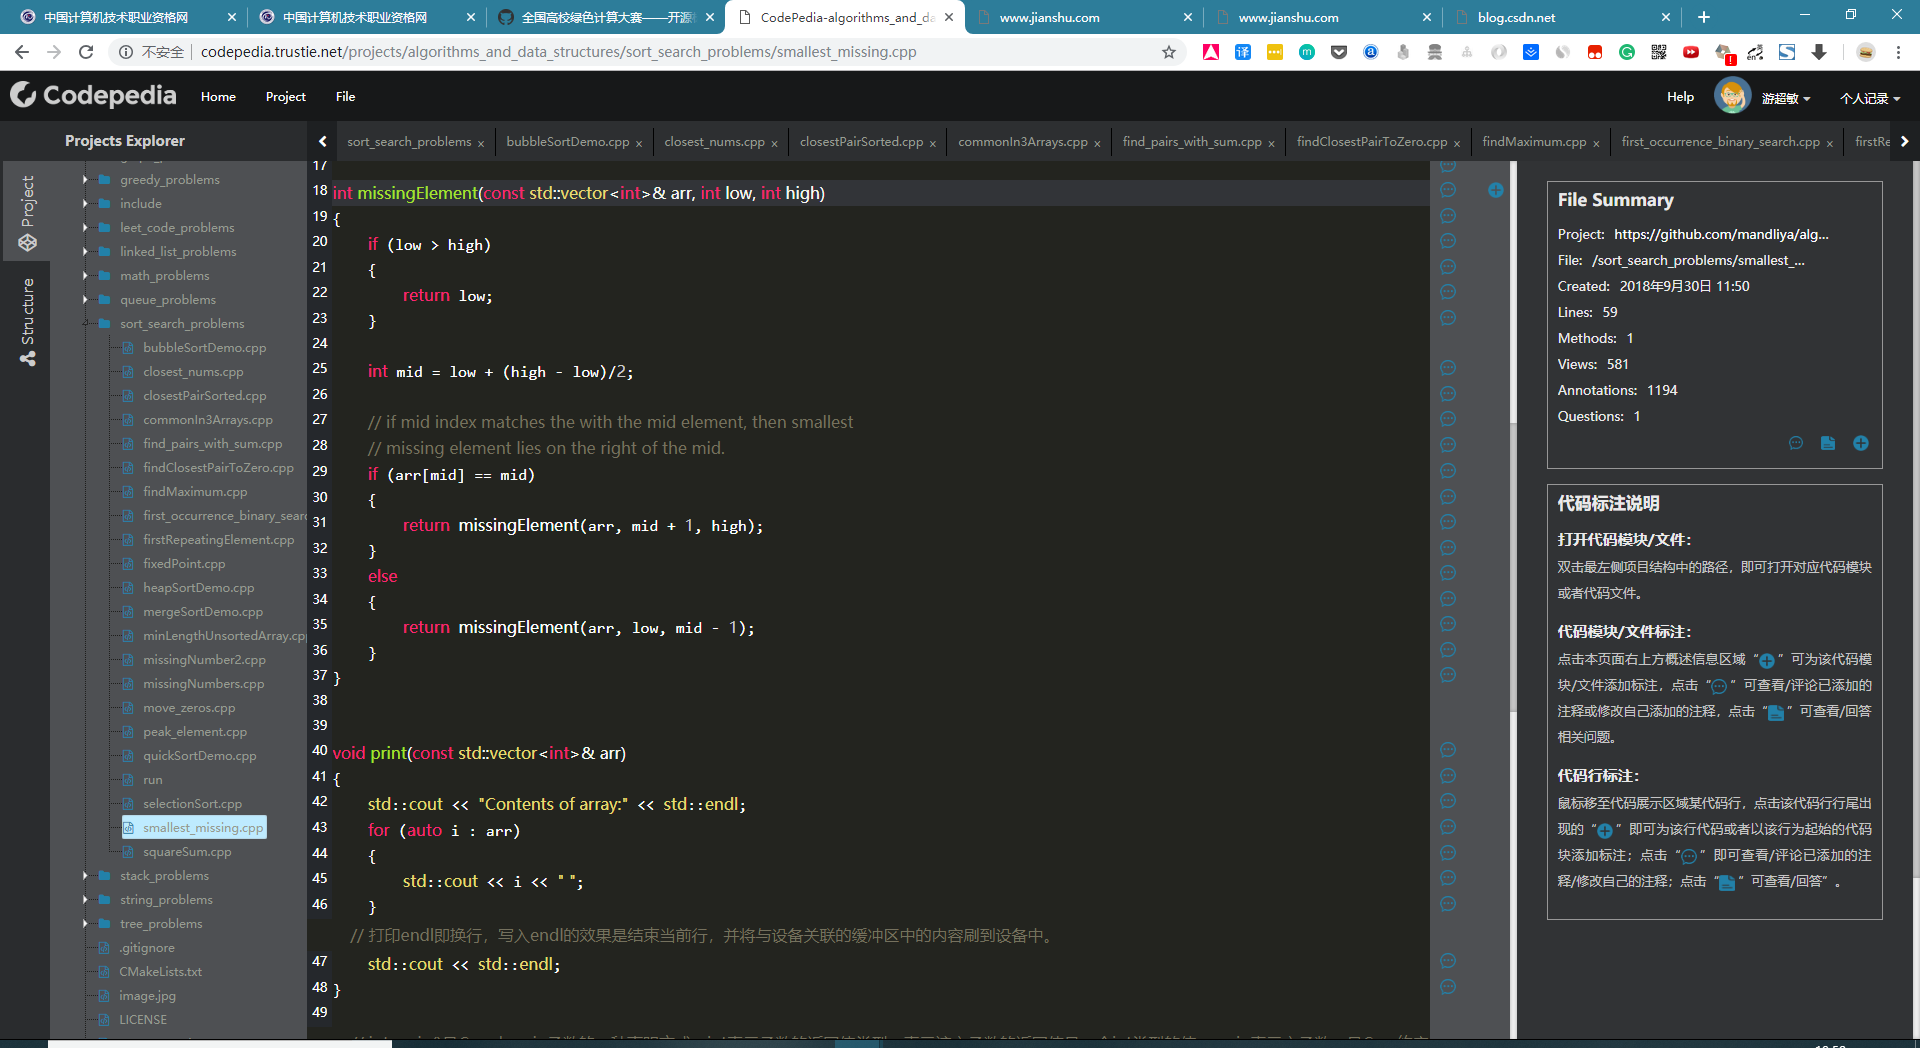 中国计算机技术职业资格网
中国计算机技术职业资格网
全国高校绿色计算大赛——开源
CodePedia-algorithms_and_da
www.jianshu.com
www.jianshu.com
blog.csdn.net
不安全 | codepedia.trustie.net/projects/algorithms_and_data_structures/sort_search_problems/smallest_missing.cpp
Codepedia
Home
Project
File
Help
游超敏
个人记录
Projects Explorer
sort_search_problems ×
bubbleSortDemo.cpp ×
closest_nums.cpp ×
closestPairSorted.cpp ×
commonIn3Arrays.cpp ×
find_pairs_with_sum.cpp ×
findClosestPairToZero.cpp ×
findMaximum.cpp ×
first_occurrence_binary_search.cpp ×
firstRe
Project
Structure
greedy_problems
include
leet_code_problems
linked_list_problems
math_problems
queue_problems
sort_search_problems
bubbleSortDemo.cpp
closest_nums.cpp
closestPairSorted.cpp
commonIn3Arrays.cpp
find_pairs_with_sum.cpp
findClosestPairToZero.cpp
findMaximum.cpp
first_occurrence_binary_searc
firstRepeatingElement.cpp
fixedPoint.cpp
heapSortDemo.cpp
mergeSortDemo.cpp
minLengthUnsortedArray.cpp
missingNumber2.cpp
missingNumbers.cpp
move_zeros.cpp
peak_element.cpp
quickSortDemo.cpp
run
selectionSort.cpp
smallest_missing.cpp
squareSum.cpp
stack_problems
string_problems
tree_problems
.gitignore
CMakeLists.txt
image.jpg
LICENSE
17
18 int missingElement(const std::vector<int>& arr, int low, int high)
19 {
20 if (low > high)
21 {
22 return low;
23 }
24
25 int mid = low + (high - low)/2;
26
27 // if mid index matches the with the mid element, then smallest
28 // missing element lies on the right of the mid.
29 if (arr[mid] == mid)
30 {
31 return missingElement(arr, mid + 1, high);
32 }
33 else
34 {
35 return missingElement(arr, low, mid - 1);
36 }
37 }
38
39
40 void print(const std::vector<int>& arr)
41 {
42 std::cout << "Contents of array:" << std::endl;
43 for (auto i : arr)
44 {
45 std::cout << i << " ";
46 }
// 打印endl即换行，写入endl的效果是结束当前行，并将与设备关联的缓冲区中的内容刷到设备中。
47 std::cout << std::endl;
48 }
49
File Summary
Project: https://github.com/mandliya/alg...
File: /sort_search_problems/smallest_...
Created: 2018年9月30日 11:50
Lines: 59
Methods: 1
Views: 581
Annotations: 1194
Questions: 1
代码标注说明
打开代码模块/文件：
双击最左侧项目结构中的路径，即可打开对应代码模块
或者代码文件。
代码模块/文件标注：
点击本页面右上方概述信息区域“ ”可为该代码模
块/文件添加标注，点击“ ”可查看/评论已添加的
注释或修改自己添加的注释，点击“ ”可查看/回答
相关问题。
代码行标注：
鼠标移至代码展示区域某代码行，点击该代码行行尾出
现的“ ”即可为该行代码或者以该行为起始的代码
块添加标注；点击“ ”即可查看/评论已添加的注
释/修改自己的注释；点击“ ”可查看/回答”。